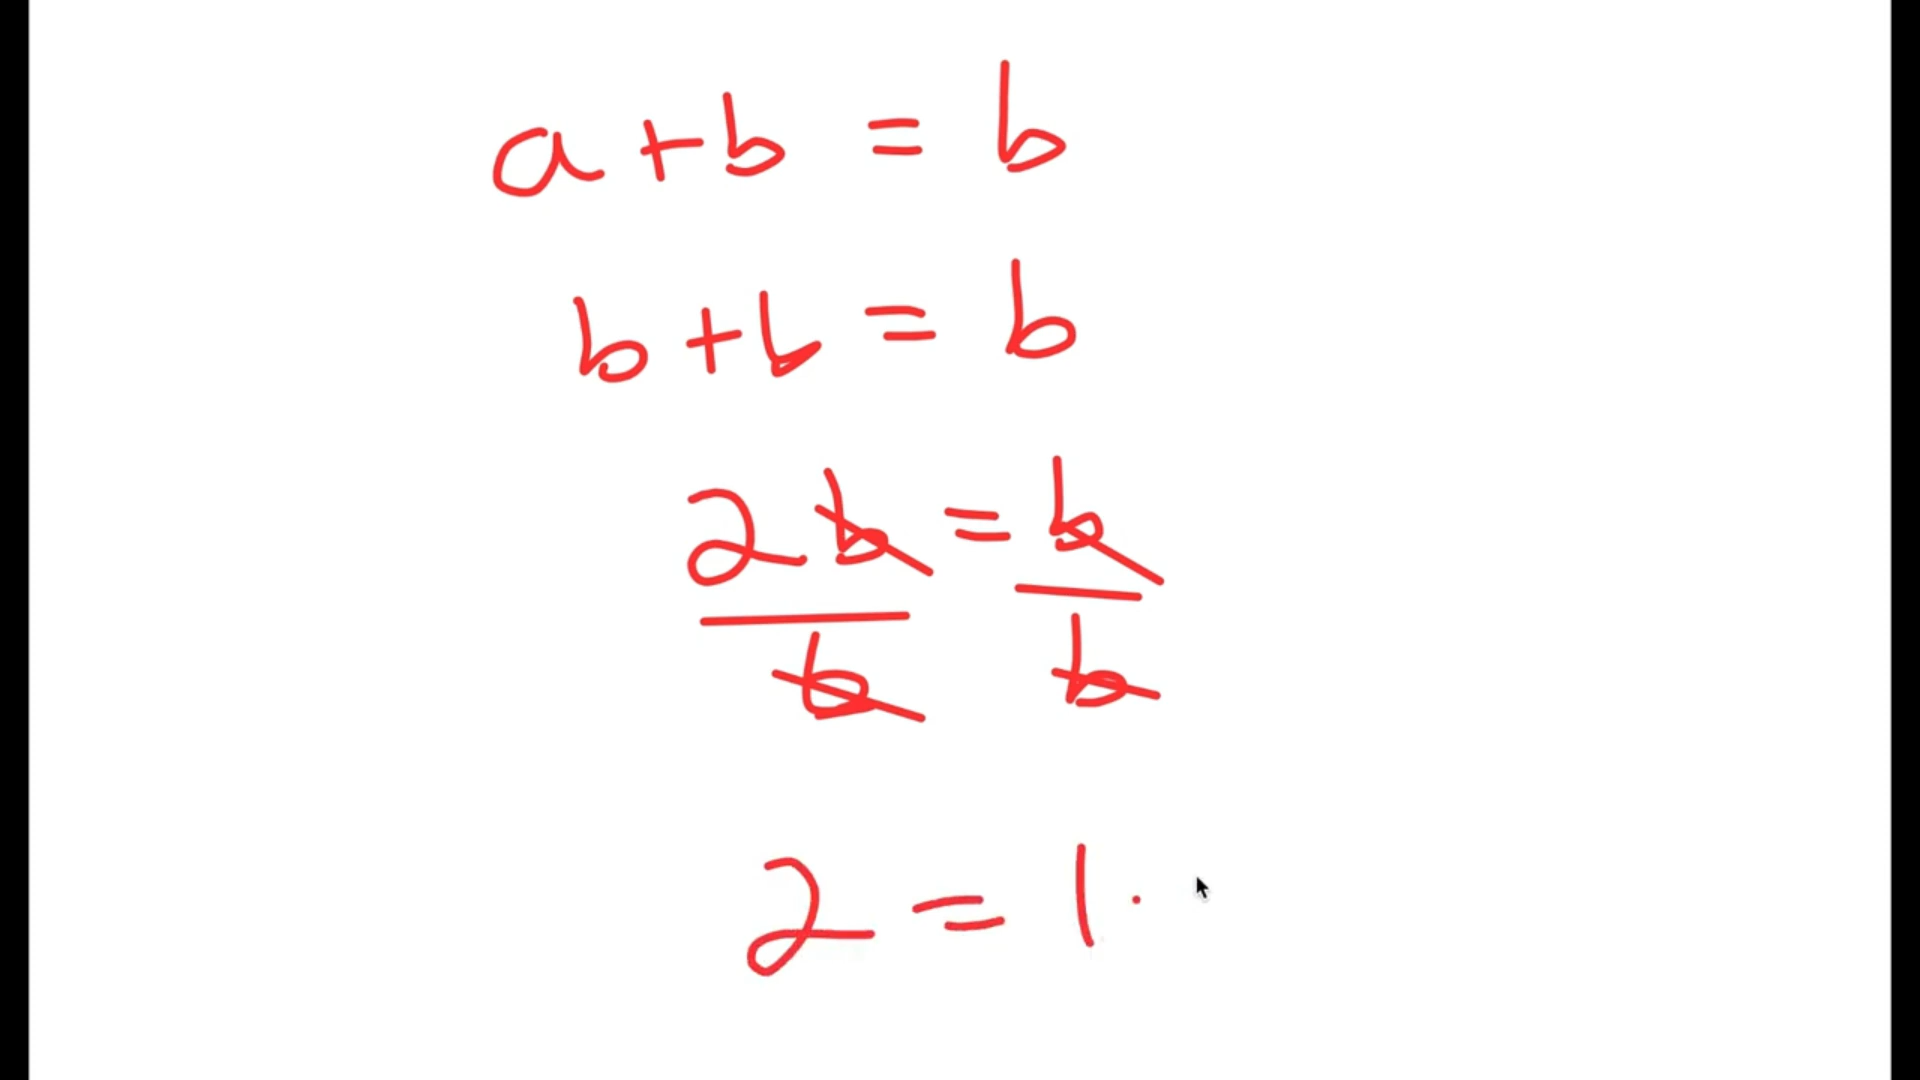 a + b = b
b + b = b
2b = b
b b
2 = 1.